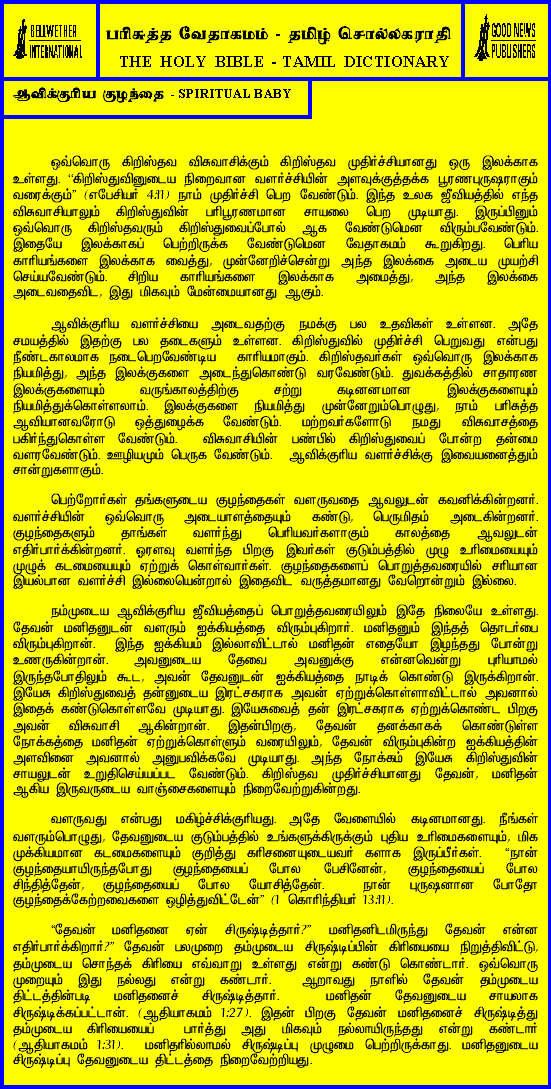 BELLWETHER
INTERNATIONAL
பரிசுத்த வேதாகமம் - தமிழ் சொல்லகராதி
THE HOLY BIBLE - TAMIL DICTIONARY
GOOD NEWS
PUBLISHERS
ஆவிக்குரிய குழந்தை - SPIRITUAL BABY
ஒவ்வொரு கிறிஸ்தவ விசுவாசிக்கும் கிறிஸ்தவ முதிர்ச்சியானது ஒரு இலக்காக
உள்ளது. “கிறிஸ்துவினுடைய நிறைவான வளர்ச்சியின் அளவுக்குத்தக்க பூரணபுருஷராகும்
வரைக்கும்” (எபேசியர் 4:11) நாம் முதிர்ச்சி பெற வேண்டும். இந்த உலக ஜீவியத்தில் எந்த
விசுவாசியாலும் கிறிஸ்துவின் பரிபூரணமான சாயலை பெற முடியாது. இருப்பினும்
ஒவ்வொரு கிறிஸ்தவரும் கிறிஸ்துவைப்போல் ஆக வேண்டுமென விரும்பவேண்டும்.
இதையே இலக்காகப் பெற்றிருக்க வேண்டுமென வேதாகமம் கூறுகிறது. பெரிய
காரியங்களை இலக்காக வைத்து, முன்னேறிச்சென்று அந்த இலக்கை அடைய முயற்சி
செய்யவேண்டும். சிறிய காரியங்களை இலக்காக அமைத்து, அந்த இலக்கை
அடைவதைவிட, இது மிகவும் மேன்மையானது ஆகும்.
ஆவிக்குரிய வளர்ச்சியை அடைவதற்கு நமக்கு பல உதவிகள் உள்ளன. அதே
சமயத்தில் இதற்கு பல தடைகளும் உள்ளன. கிறிஸ்துவில் முதிர்ச்சி பெறுவது என்பது
நீண்டகாலமாக நடைபெறவேண்டிய காரியமாகும். கிறிஸ்தவர்கள் ஒவ்வொரு இலக்காக
நியமித்து, அந்த இலக்குகளை அடைந்துகொண்டு வரவேண்டும். துவக்கத்தில் சாதாரண
இலக்குகளையும் வருங்காலத்திற்கு சற்று கடினனமான இலக்குகளையும்
நியமித்துக்கொள்ளலாம். இலக்குகளை நியமித்து முன்னேறும்பொழுது, நாம் பரிசுத்த
ஆவியானவரோடு ஒத்துழைக்க வேண்டும். மற்றவர்களோடு நமது விசுவாசத்தை
பகிர்ந்துகொள்ள வேண்டும். விசுவாசியின் பண்பில் கிறிஸ்துவைப் போன்ற தன்மை
வளரவேண்டும். ஊழியமும் பெருக வேண்டும். ஆவிக்குரிய வளர்ச்சிக்கு இவையனைத்தும்
சான்றுகளாகும்.
பெற்றோர்கள் தங்களுடைய குழந்தைகள் வளருவதை ஆவலுடன் கவனிக்கின்றனர்.
வளர்ச்சியின் ஒவ்வொரு அடையாளத்தையும் கண்டு, பெருமிதம் அடைகின்றனர்.
குழந்தைகளும் தாங்கள் வளர்ந்து பெரியவர்களாகும் காலத்தை ஆவலுடன்
எதிர்பார்க்கின்றனர். ஓரளவு வளர்ந்த பிறகு இவர்கள் குடும்பத்தில் முழு உரிமையையும்
முழுக் கடமையையும் ஏற்றுக் கொள்வார்கள். குழந்தைகளைப் பொறுத்தவரையில் சரியான
இயல்பான வளர்ச்சி இல்லையென்றால் இதைவிட வருத்தமானது வேறொன்றும் இல்லை.
நம்முடைய ஆவிக்குரிய ஜீவியத்தைப் பொறுத்தவரையிலும் இதே நிலையே உள்ளது.
தேவன் மனிதனுடன் வளரும் ஐக்கியத்தை விரும்புகிறார். மனிதனும் இந்தத் தொடர்பை
விரும்புகிறான். இந்த ஐக்கியம் இல்லாவிட்டால் மனிதன் எதையோ இழந்தது போன்று
உணருகின்றான். அவனுடைய தேவை அவனுக்கு என்னவென்று புரியாமல்
இருந்தபோதிலும் கூட, அவன் தேவனுடன் ஐக்கியத்தை நாடிக் கொண்டு இருக்கின்றான்.
இயேசு கிறிஸ்துவைத் தன்னுடைய இரட்சகராக அவன் ஏற்றுக்கொள்ளாவிட்டால் அவனால்
இதைக் கண்டுகொள்ளவே முடியாது. இயேசுவைத் தன் இரட்சகராக ஏற்றுக்கொண்ட பிறகு
அவன் விசுவாசி ஆகின்றான். இதன்பிறகு, தேவன் தனக்காகக் கொண்டுள்ள
நோக்கத்தை மனிதன் ஏற்றுக்கொள்ளும் வரையிலும், தேவன் விரும்புகின்ற ஐக்கியத்தின்
அளவினை அவனால் அனுபவிக்கவே முடியாது. அந்த நோக்கம் இயேசு கிறிஸ்துவின்
சாயலுடன் உறுதிசெய்யப்பட வேண்டும். கிறிஸ்தவ முதிர்ச்சியானது தேவன், மனிதன்
ஆகிய இருவருடைய வாஞ்சைகளையும் நிறைவேற்றுகின்றது.
வளருவது என்பது மகிழ்ச்சிக்குரியது. அதே வேளையில் கடினமானது. நீங்கள்
வளரும்பொழுது, தேவனுடைய குடும்பத்தில் உங்களுக்கிருக்கும் புதிய உரிமைகளையும், மிக
முக்கியமான கடமைகளையும் குறித்து கரிசனையுடையவர் களாக இருப்பீர்கள். “நான்
குழந்தையாயிருந்தபோது குழந்தையைப் போல பேசினேன், குழந்தையைப் போல
சிந்தித்தேன், குழந்தையைப் போல யோசித்தேன். நான் புருஷனான போதோ
குழந்தைக்கேற்றவைகளை ஒழித்துவிட்டேன்” (1 கொரிந்தியர் 13:11).
“தேவன் மனிதனை ஏன் சிருஷ்டித்தார்?” மனிதனிடமிருந்து தேவன் என்ன
எதிர்பார்க்கிறார்?” தேவன் பலமுறை தம்முடைய சிருஷ்டிப்பின் கிரியையை நிறுத்திவிட்டு,
தம்முடைய சொந்தக் கிரியை எவ்வாறு உள்ளது என்று கண்டு கொண்டார். ஒவ்வொரு
முறையும் இது நல்லது என்று கண்டார். ஆறாவது நாளில் தேவன் தம்முடைய
திட்டத்தின்படி மனிதனைச் சிருஷ்டித்தார். மனிதன் தேவனுடைய சாயலாக
சிருஷ்டிக்கப்பட்டான். (ஆதியாகமம் 1:27). இதன் பிறகு தேவன் மனிதனைச் சிருஷ்டித்து
தம்முடைய கிரியையைப் பார்த்து அது மிகவும் நல்லாயிருந்தது என்று கண்டார்
(ஆதியாகமம் 1:31). மனிதரில்லாமல் சிருஷ்டிப்பு முழுமை பெற்றிருக்காது. மனிதனுடைய
சிருஷ்டிப்பு தேவனுடைய திட்டத்தை நிறைவேற்றியது.